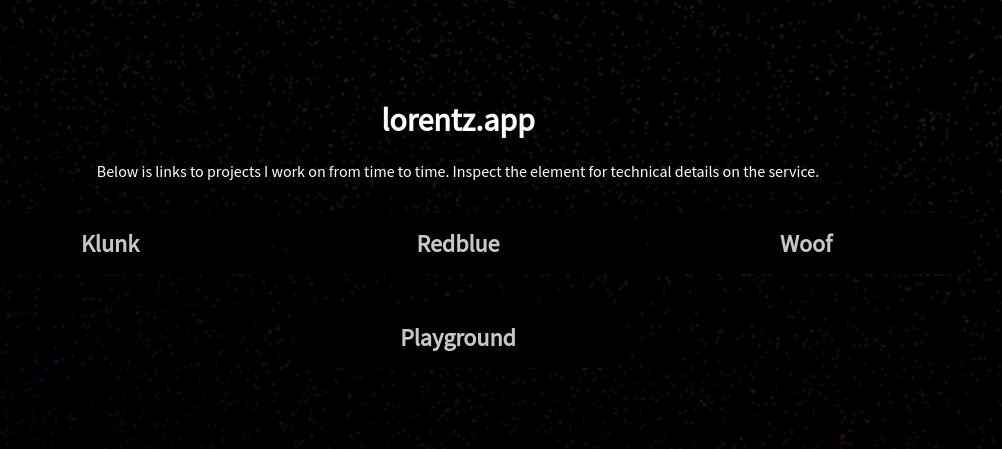 lorentz.app
Below is links to projects I work on from time to time. Inspect the element for technical details on the service.
Klunk Redblue Woof
Playground